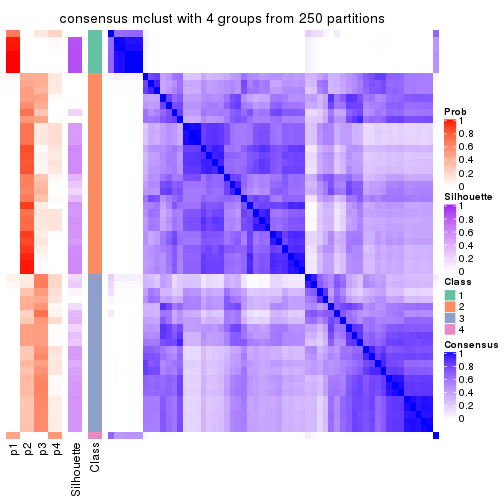 consensus mclust with 4 groups from 250 partitions
Prob
1
0.8
0.6
0.4
0.2
0
Silhouette
1
0.8
0.6
0.4
0.2
0
Class
1
2
3
4
Consensus
1
0.8
0.6
0.4
0.2
0
p1
p2
p3
p4
Silhouette
Class